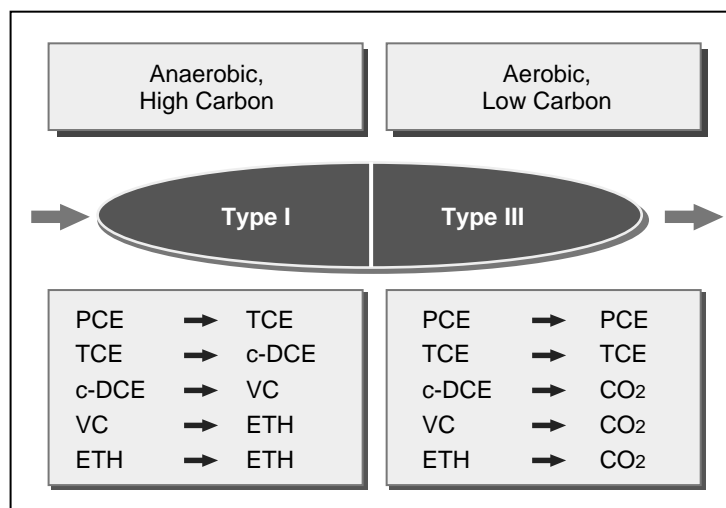 Anaerobic,
High Carbon
Aerobic,
Low Carbon
Type I
Type III
PCE → TCE
TCE → c-DCE
c-DCE → VC
VC → ETH
ETH → ETH
PCE → PCE
TCE → TCE
c-DCE → CO2
VC → CO2
ETH → CO2